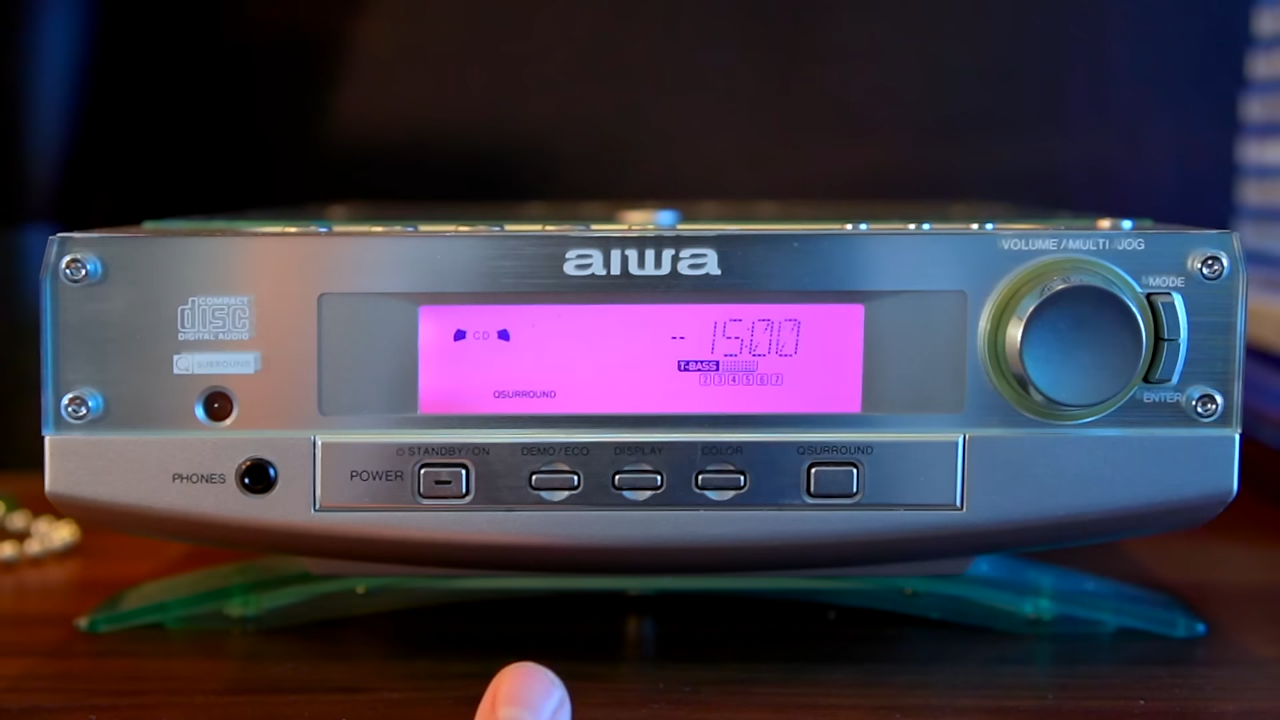 aiwa
VOLUME / MULTI JOG
MODE
ENTER
COMPACT
disc
DIGITAL AUDIO
Q SURROUND
CD
-- 15:00
T-BASS
2 3 4 5 6 7
QSURROUND
PHONES
POWER
STANDBY / ON
DEMO / ECO
DISPLAY
COLOR
QSURROUND